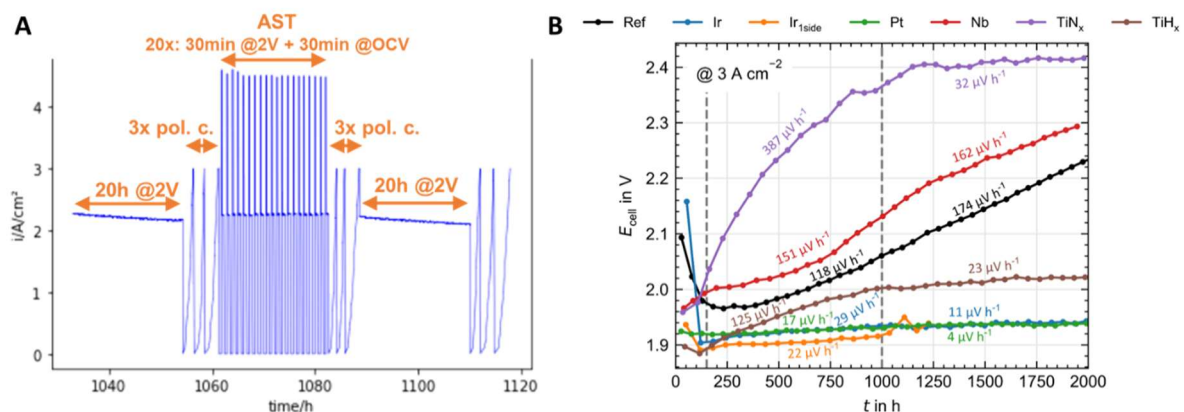 A
AST
20x: 30min @2V + 30min @OCV
3x pol. c.
3x pol. c.
20h @2V
20h @2V
i/A/cm²
4
3
2
1
0
1040
1060
1080
1100
1120
time/h
B
Ref
Ir
Ir1side
Pt
Nb
TiNx
TiHx
@ 3 A cm−2
Ecell in V
2.4
2.3
2.2
2.1
2.0
1.9
387 µV h-1
32 µV h-1
162 µV h-1
151 µV h-1
174 µV h-1
118 µV h-1
23 µV h-1
125 µV h-1
17 µV h-1
29 µV h-1
11 µV h-1
22 µV h-1
4 µV h-1
0
250
500
750
1000
1250
1500
1750
2000
t in h